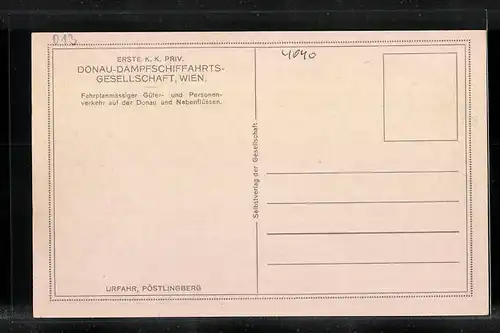 D13
4040
ERSTE K. K. PRIV.
DONAU-DAMPFSCHIFFAHRTS-
GESELLSCHAFT, WIEN.
Fahrplanmässiger Güter- und Personen-
verkehr auf der Donau und Nebenflüssen.
Selbstverlag der Gesellschaft
URFAHR, PÖSTLINGBERG